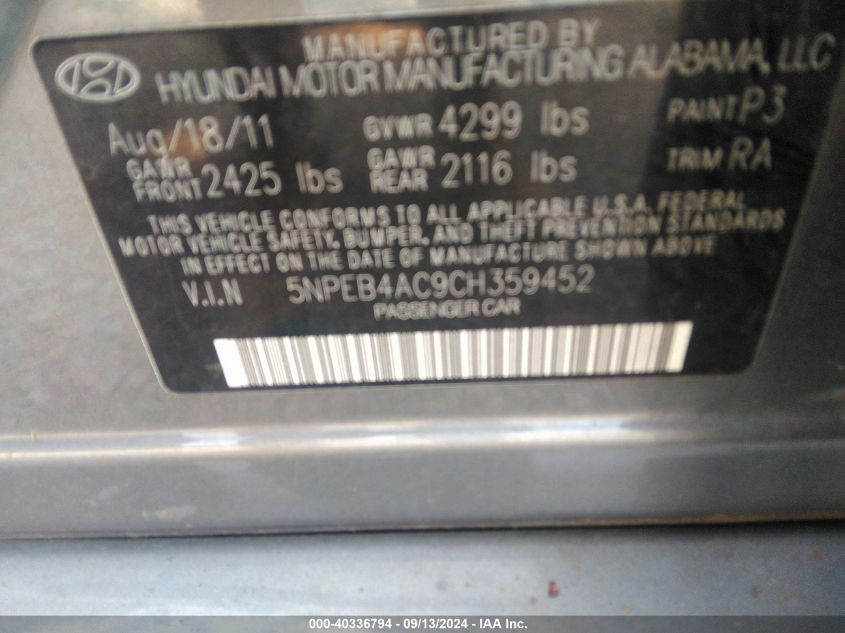 MANUFACTURED BY
HYUNDAI MOTOR MANUFACTURING ALABAMA, LLC
Aug/18/11 GVWR 4299 lbs PAINT P3
GAWR FRONT 2425 lbs GAWR REAR 2116 lbs TRIM RA
THIS VEHICLE CONFORMS TO ALL APPLICABLE U.S.A. FEDERAL
MOTOR VEHICLE SAFETY, BUMPER, AND THEFT PREVENTION STANDARDS
IN EFFECT ON THE DATE OF MANUFACTURE SHOWN ABOVE
V.I.N 5NPEB4AC9CH359452
PASSENGER CAR
000-40336794 - 09/13/2024 - IAA Inc.